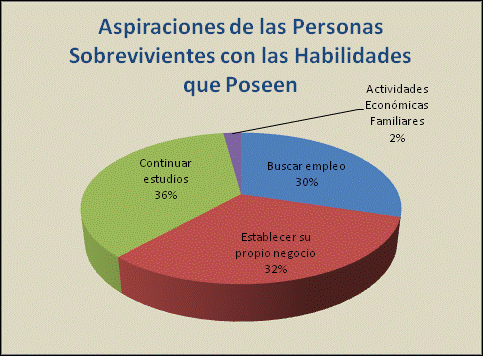 Aspiraciones de las Personas
Sobrevivientes con las Habilidades
que Poseen
Actividades
Económicas
Familiares
2%
Buscar empleo
30%
Continuar
estudios
36%
Establecer su
propio negocio
32%